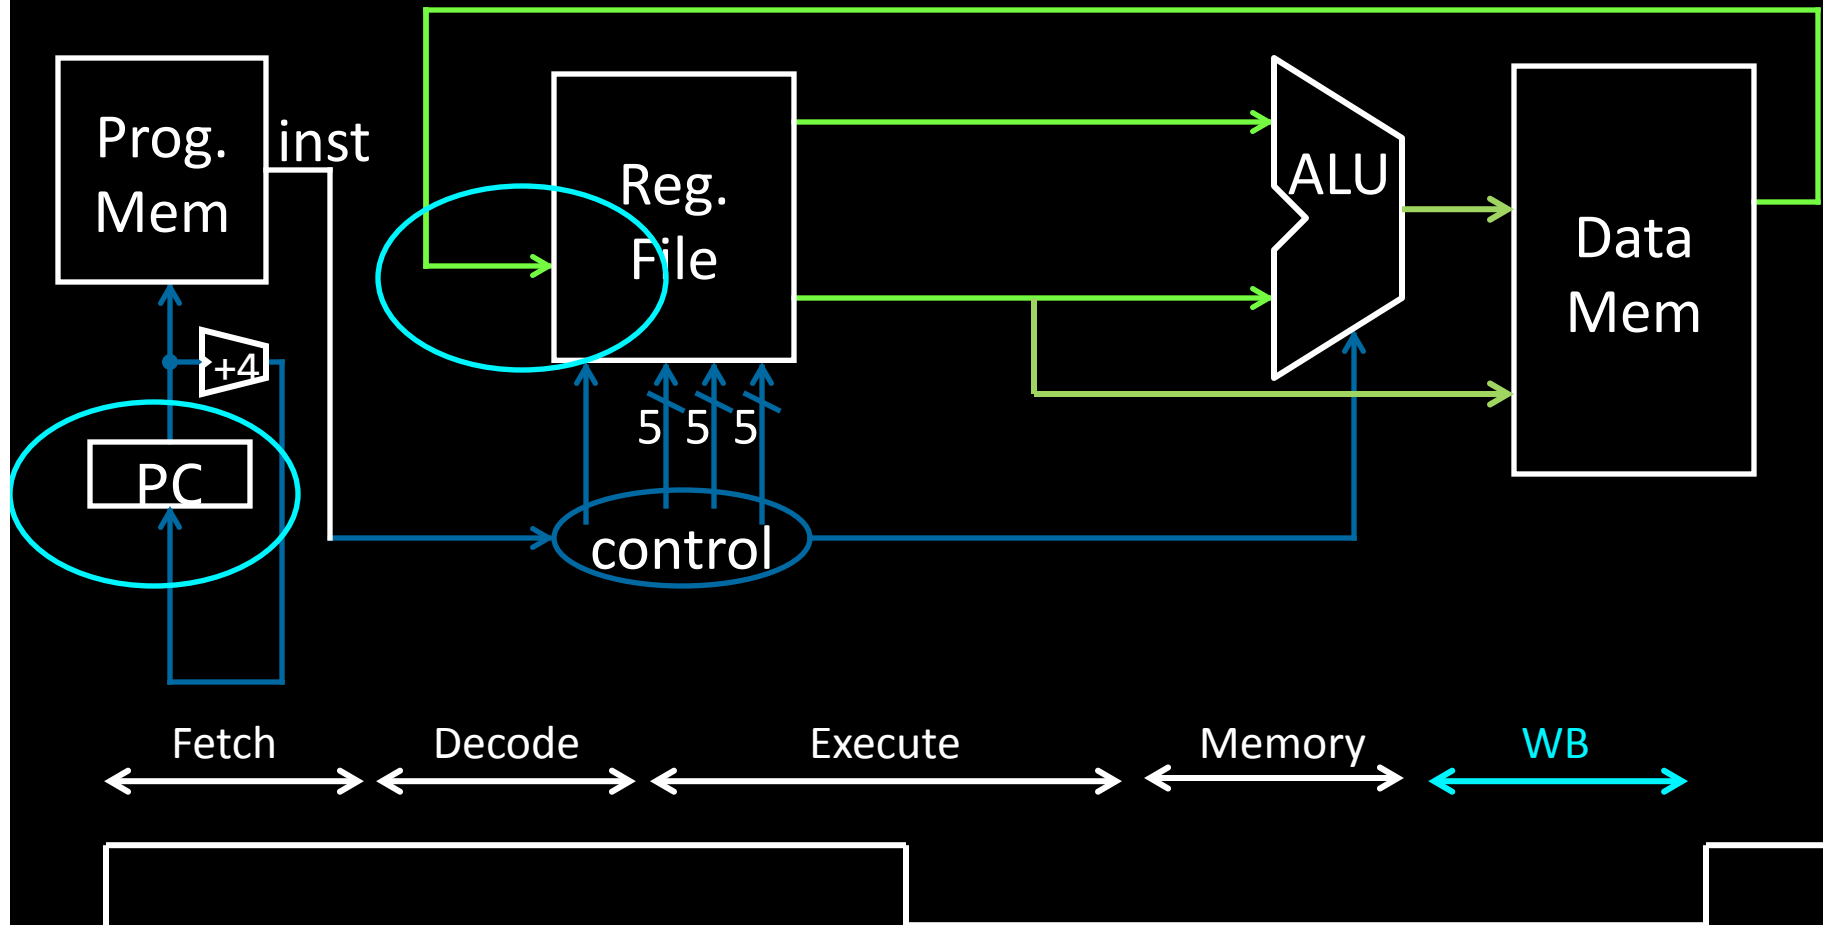 Prog.
Mem
inst
Reg.
File
ALU
Data
Mem
+4
PC
5 5 5
control
Fetch Decode Execute Memory WB